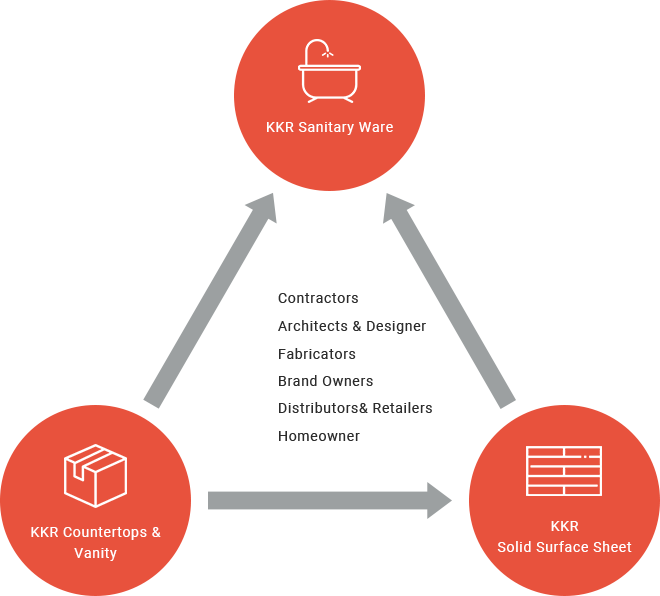 KKR Sanitary Ware
Contractors
Architects & Designer
Fabricators
Brand Owners
Distributors& Retailers
Homeowner
KKR Countertops &
Vanity
KKR
Solid Surface Sheet